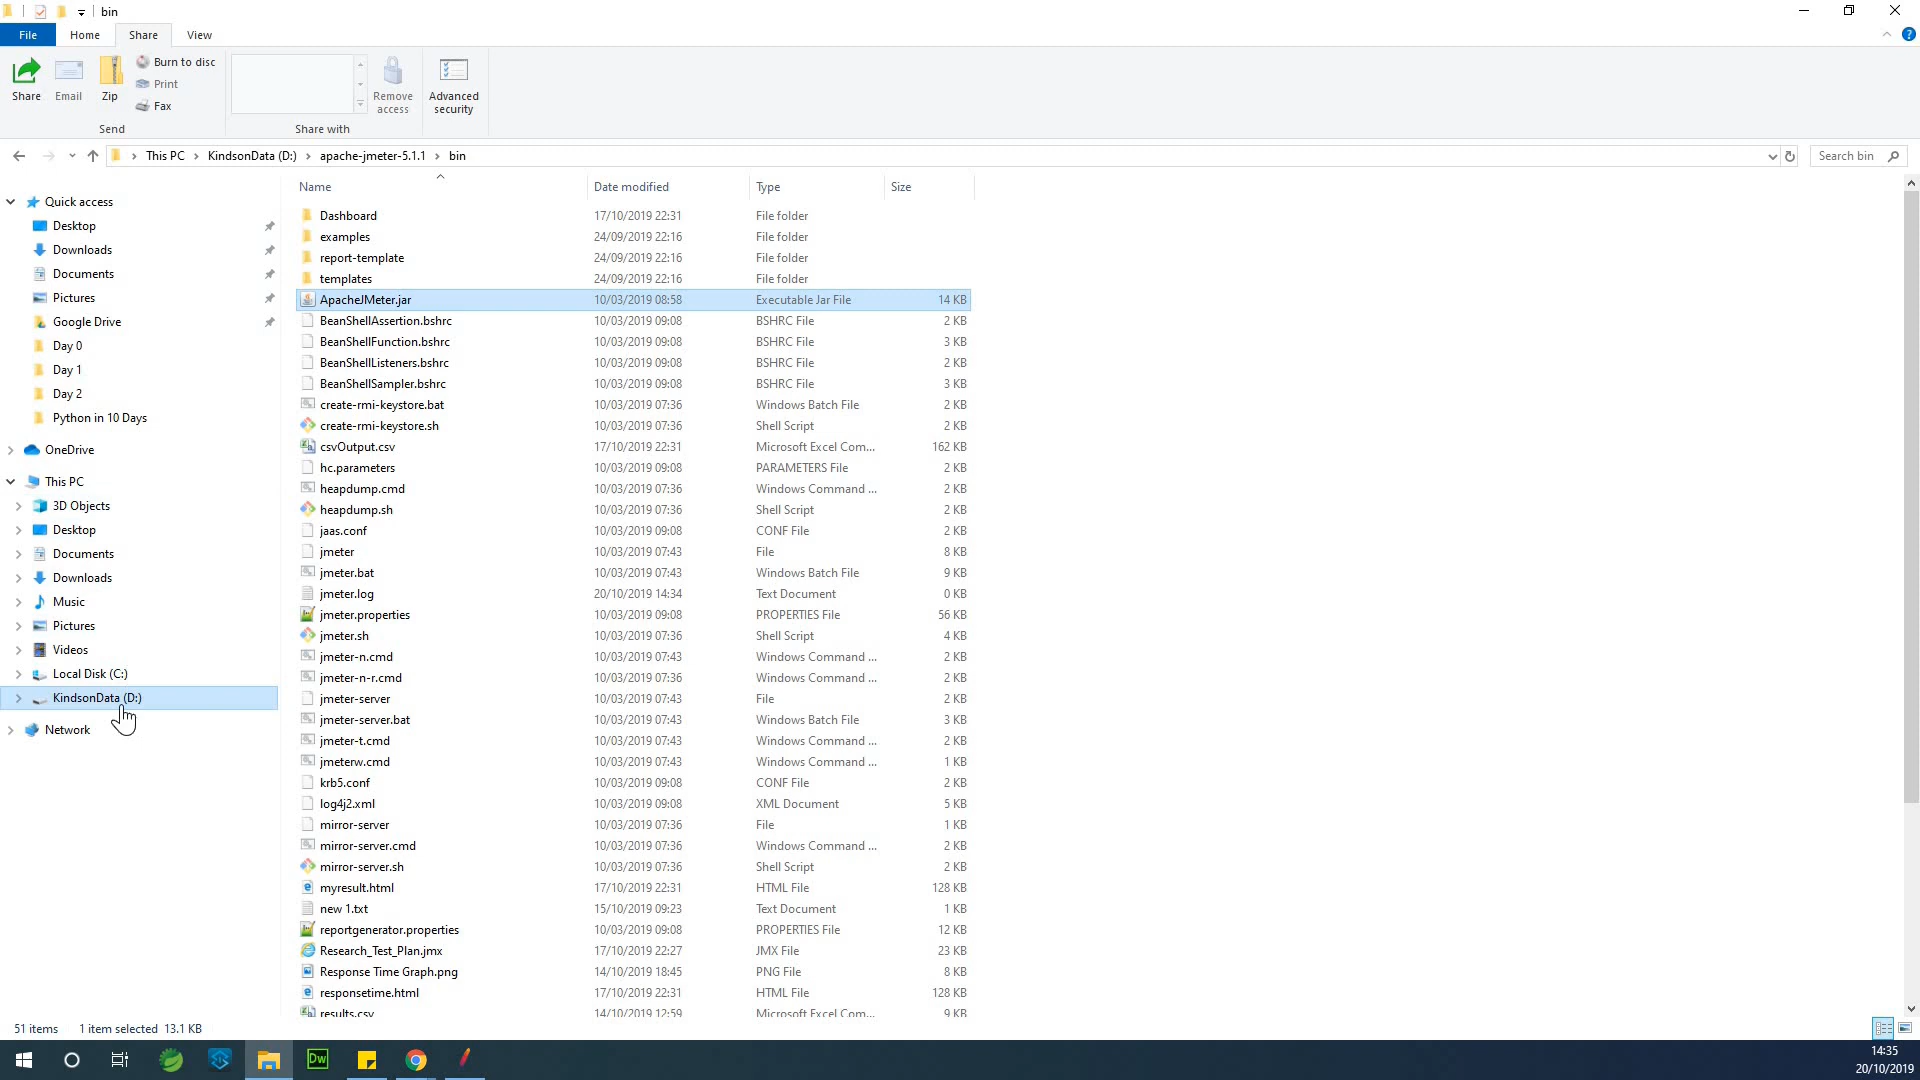 bin
File Home Share View
Share
Email
Zip
Burn to disc
Print
Fax
Send
Share with
Remove access
Advanced security
This PC KindsonData (D:) apache-jmeter-5.1.1 bin
Search bin
Quick access
Desktop
Downloads
Documents
Pictures
Google Drive
Day 0
Day 1
Day 2
Python in 10 Days
OneDrive
This PC
3D Objects
Desktop
Documents
Downloads
Music
Pictures
Videos
Local Disk (C:)
KindsonData (D:)
Network
Name Date modified Type Size
Dashboard 17/10/2019 22:31 File folder
examples 24/09/2019 22:16 File folder
report-template 24/09/2019 22:16 File folder
templates 24/09/2019 22:16 File folder
ApacheJMeter.jar 10/03/2019 08:58 Executable Jar File 14 KB
BeanShellAssertion.bshrc 10/03/2019 09:08 BSHRC File 2 KB
BeanShellFunction.bshrc 10/03/2019 09:08 BSHRC File 3 KB
BeanShellListeners.bshrc 10/03/2019 09:08 BSHRC File 2 KB
BeanShellSampler.bshrc 10/03/2019 09:08 BSHRC File 3 KB
create-rmi-keystore.bat 10/03/2019 07:36 Windows Batch File 2 KB
create-rmi-keystore.sh 10/03/2019 07:36 Shell Script 2 KB
csvOutput.csv 17/10/2019 22:31 Microsoft Excel Com... 162 KB
hc.parameters 10/03/2019 09:08 PARAMETERS File 2 KB
heapdump.cmd 10/03/2019 07:36 Windows Command ... 2 KB
heapdump.sh 10/03/2019 07:36 Shell Script 2 KB
jaas.conf 10/03/2019 09:08 CONF File 2 KB
jmeter 10/03/2019 07:43 File 8 KB
jmeter.bat 10/03/2019 07:43 Windows Batch File 9 KB
jmeter.log 20/10/2019 14:34 Text Document 0 KB
jmeter.properties 10/03/2019 09:08 PROPERTIES File 56 KB
jmeter.sh 10/03/2019 07:36 Shell Script 4 KB
jmeter-n.cmd 10/03/2019 07:43 Windows Command ... 2 KB
jmeter-n-r.cmd 10/03/2019 07:36 Windows Command ... 2 KB
jmeter-server 10/03/2019 07:43 File 2 KB
jmeter-server.bat 10/03/2019 07:43 Windows Batch File 3 KB
jmeter-t.cmd 10/03/2019 07:43 Windows Command ... 2 KB
jmeterw.cmd 10/03/2019 07:43 Windows Command ... 1 KB
krb5.conf 10/03/2019 09:08 CONF File 2 KB
log4j2.xml 10/03/2019 09:08 XML Document 5 KB
mirror-server 10/03/2019 07:36 File 1 KB
mirror-server.cmd 10/03/2019 07:36 Windows Command ... 2 KB
mirror-server.sh 10/03/2019 07:36 Shell Script 2 KB
myresult.html 17/10/2019 22:31 HTML File 128 KB
new 1.txt 15/10/2019 09:23 Text Document 1 KB
reportgenerator.properties 10/03/2019 09:08 PROPERTIES File 12 KB
Research_Test_Plan.jmx 17/10/2019 22:27 JMX File 23 KB
Response Time Graph.png 14/10/2019 18:45 PNG File 8 KB
responsetime.html 17/10/2019 22:31 HTML File 128 KB
results.csv 14/10/2019 12:59 Microsoft Excel Com... 9 KB
51 items 1 item selected 13.1 KB
Dw
14:35
20/10/2019